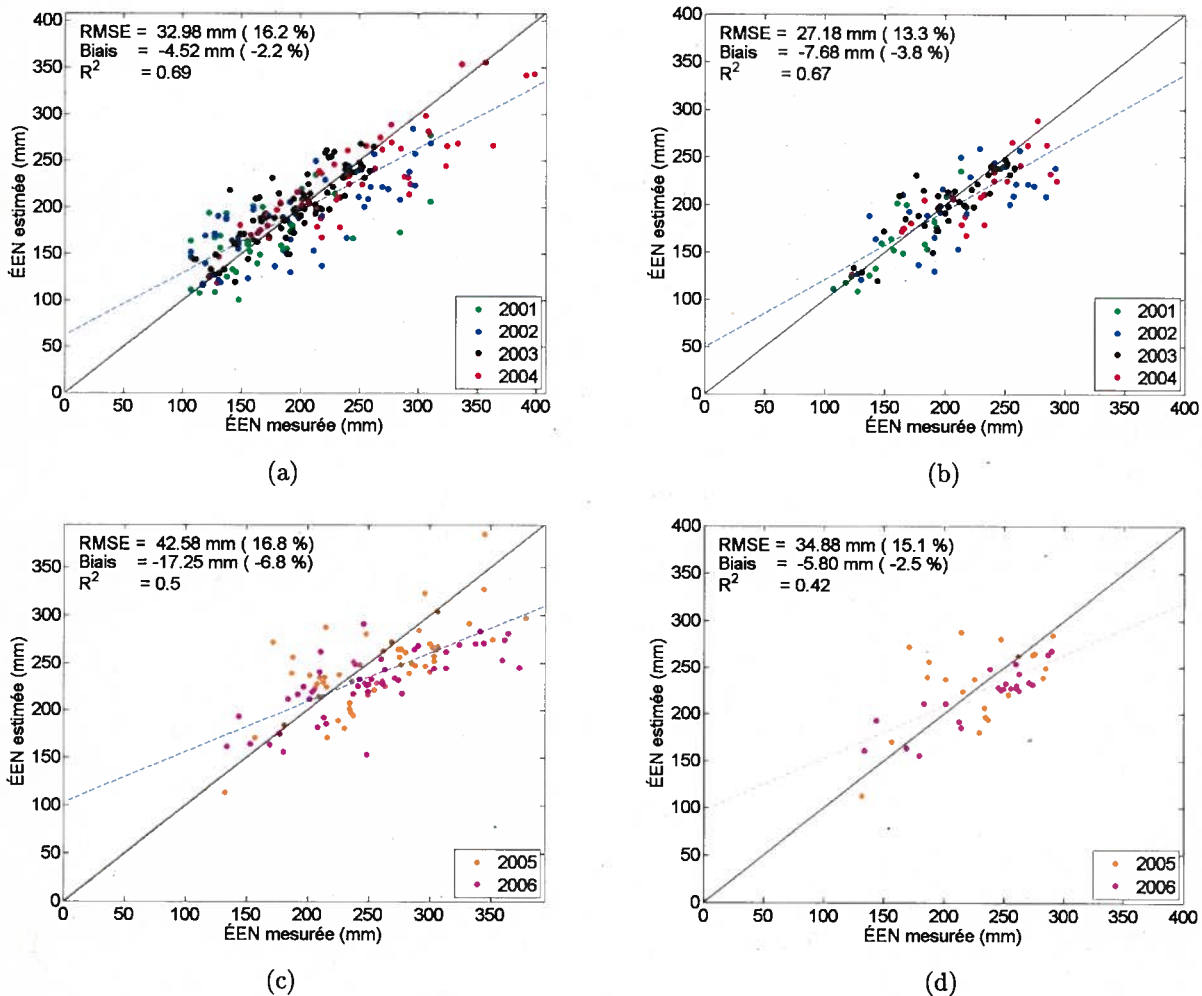 400
350
300
250
200
150
100
50
0
ÉEN estimée (mm)
RMSE = 32.98 mm ( 16.2 %)
Biais = -4.52 mm ( -2.2 %)
R2 = 0.69
2001
2002
2003
2004
0 50 100 150 200 250 300 350 400
ÉEN mesurée (mm)
(a)
400
350
300
250
200
150
100
50
0
ÉEN estimée (mm)
RMSE = 27.18 mm ( 13.3 %)
Biais = -7.68 mm ( -3.8 %)
R2 = 0.67
2001
2002
2003
2004
0 50 100 150 200 250 300 350 400
ÉEN mesurée (mm)
(b)
350
300
250
200
150
100
50
0
ÉEN estimée (mm)
RMSE = 42.58 mm ( 16.8 %)
Biais = -17.25 mm ( -6.8 %)
R2 = 0.5
2005
2006
0 50 100 150 200 250 300 350
ÉEN mesurée (mm)
(c)
400
350
300
250
200
150
100
50
0
ÉEN estimée (mm)
RMSE = 34.88 mm ( 15.1 %)
Biais = -5.80 mm ( -2.5 %)
R2 = 0.42
2005
2006
0 50 100 150 200 250 300 350 400
ÉEN mesurée (mm)
(d)